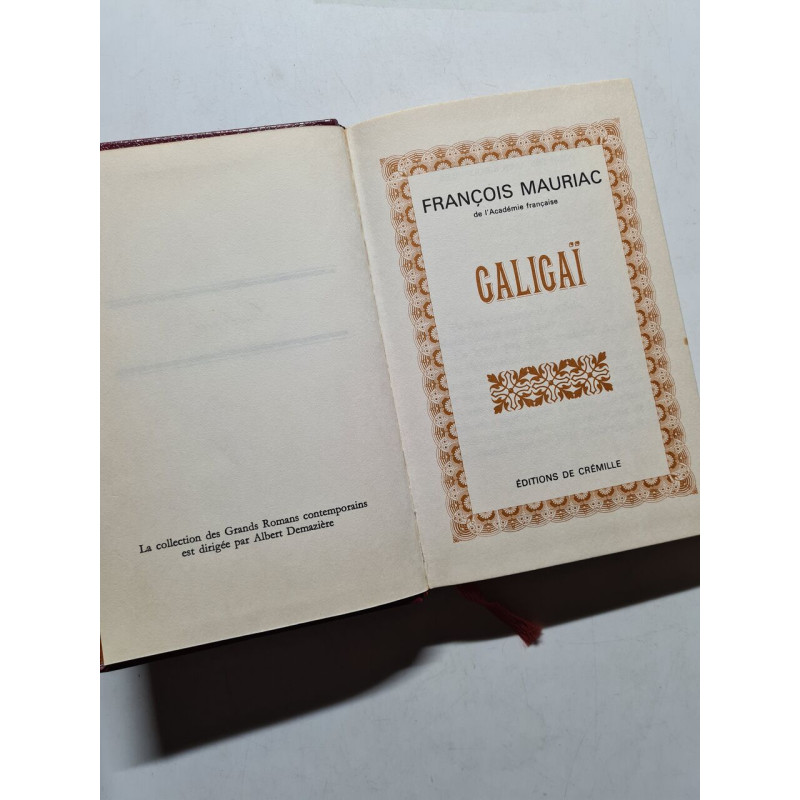 La collection des Grands Romans contemporains
est dirigée par Albert Demazière
FRANÇOIS MAURIAC
de l'Académie française
GALIGAÏ
ÉDITIONS DE CRÉMILLE